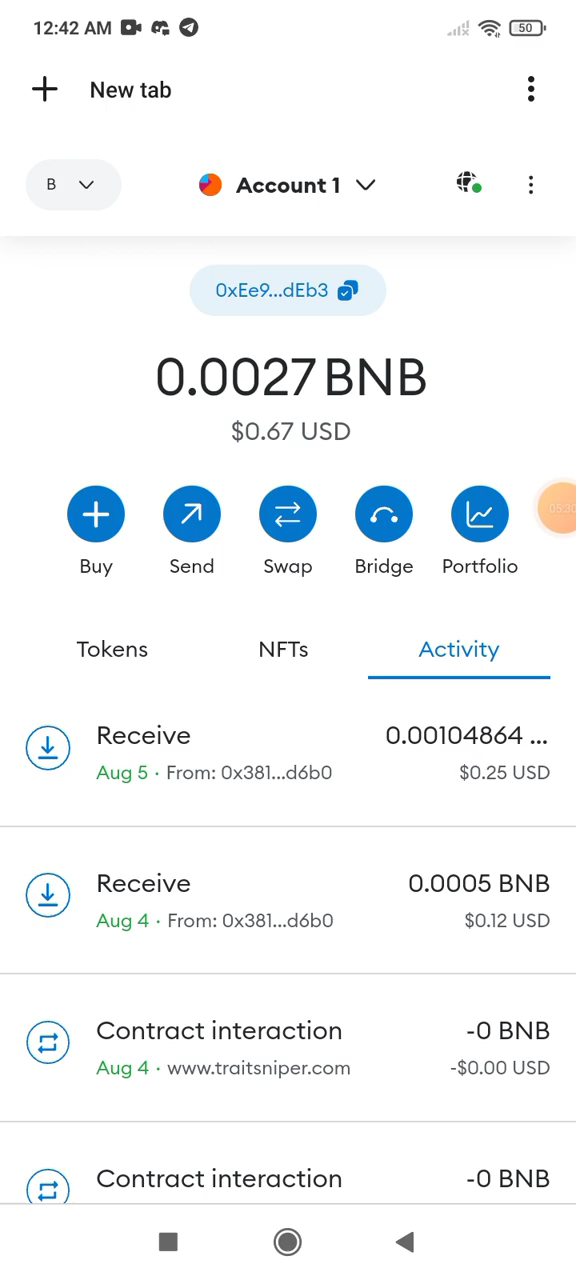 12:42 AM 50
New tab
B Account 1
0xEe9...dEb3
0.0027 BNB
$0.67 USD
05:30
Buy Send Swap Bridge Portfolio
Tokens NFTs Activity
Receive 0.00104864 ...
Aug 5 · From: 0x381...d6b0 $0.25 USD
Receive 0.0005 BNB
Aug 4 · From: 0x381...d6b0 $0.12 USD
Contract interaction -0 BNB
Aug 4 · www.traitsniper.com -$0.00 USD
Contract interaction -0 BNB